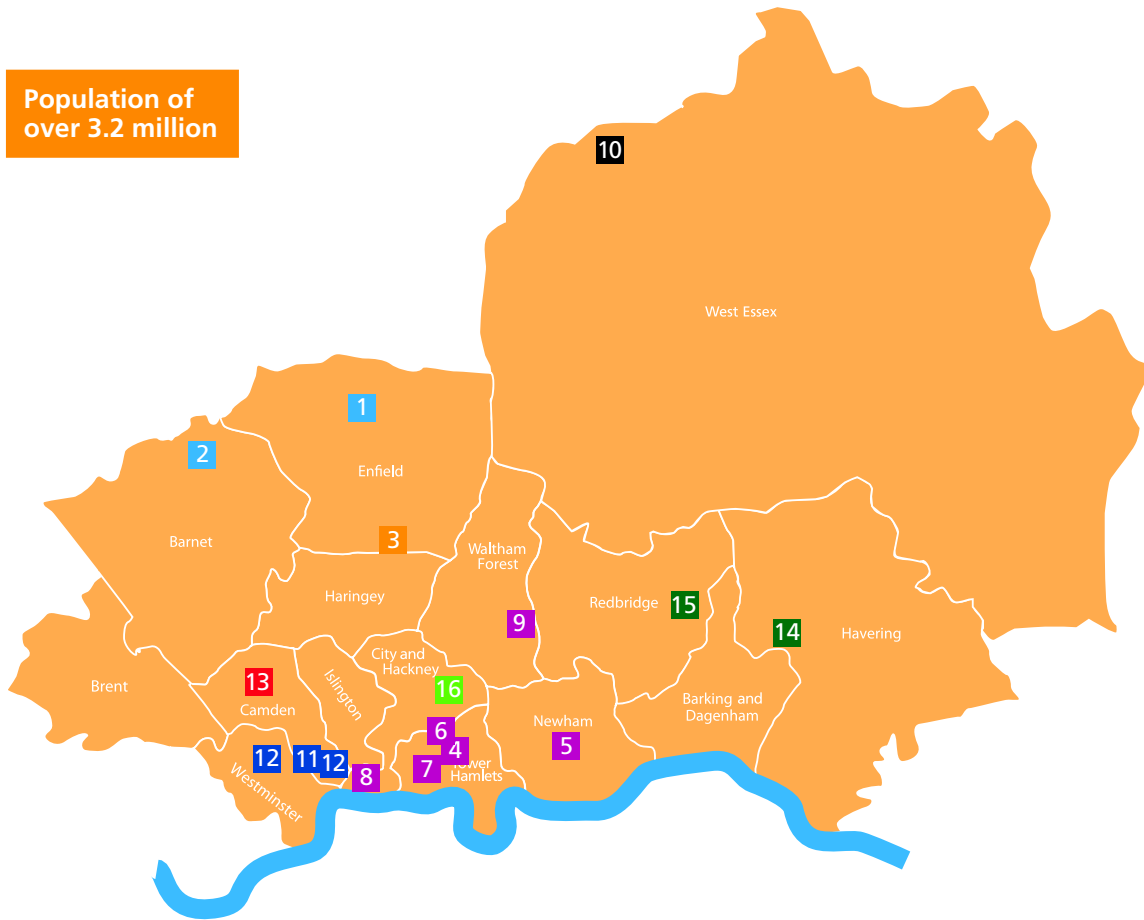 Population of
over 3.2 million
10
West Essex
1
2
Enfield
3
Barnet
Waltham
Forest
Haringey
Redbridge
15
9
14
Havering
City and
Hackney
Islington
13
Brent
16
Camden
Barking and
Dagenham
Newham
6
4
5
12
11
12
7
8
Tower
Hamlets
Westminster